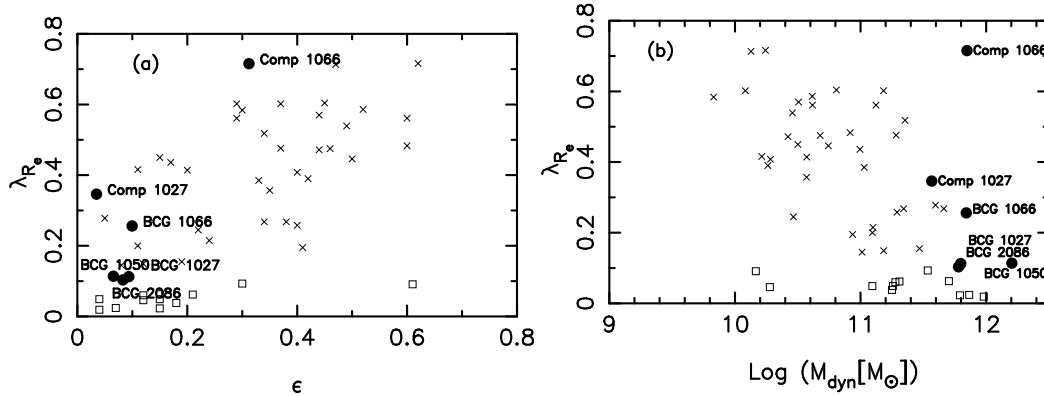 0.8
0.6
0.4
0.2
0
λRe
(a)
Comp 1066
Comp 1027
BCG 1066
BCG 1050
BCG 1027
BCG 2086
0
0.2
0.4
0.6
0.8
ϵ
0.8
0.6
0.4
0.2
0
λRe
(b)
Comp 1066
Comp 1027
BCG 1066
BCG 1027
BCG 2086
BCG 1050
9
10
11
12
Log (Mdyn[M⊙])